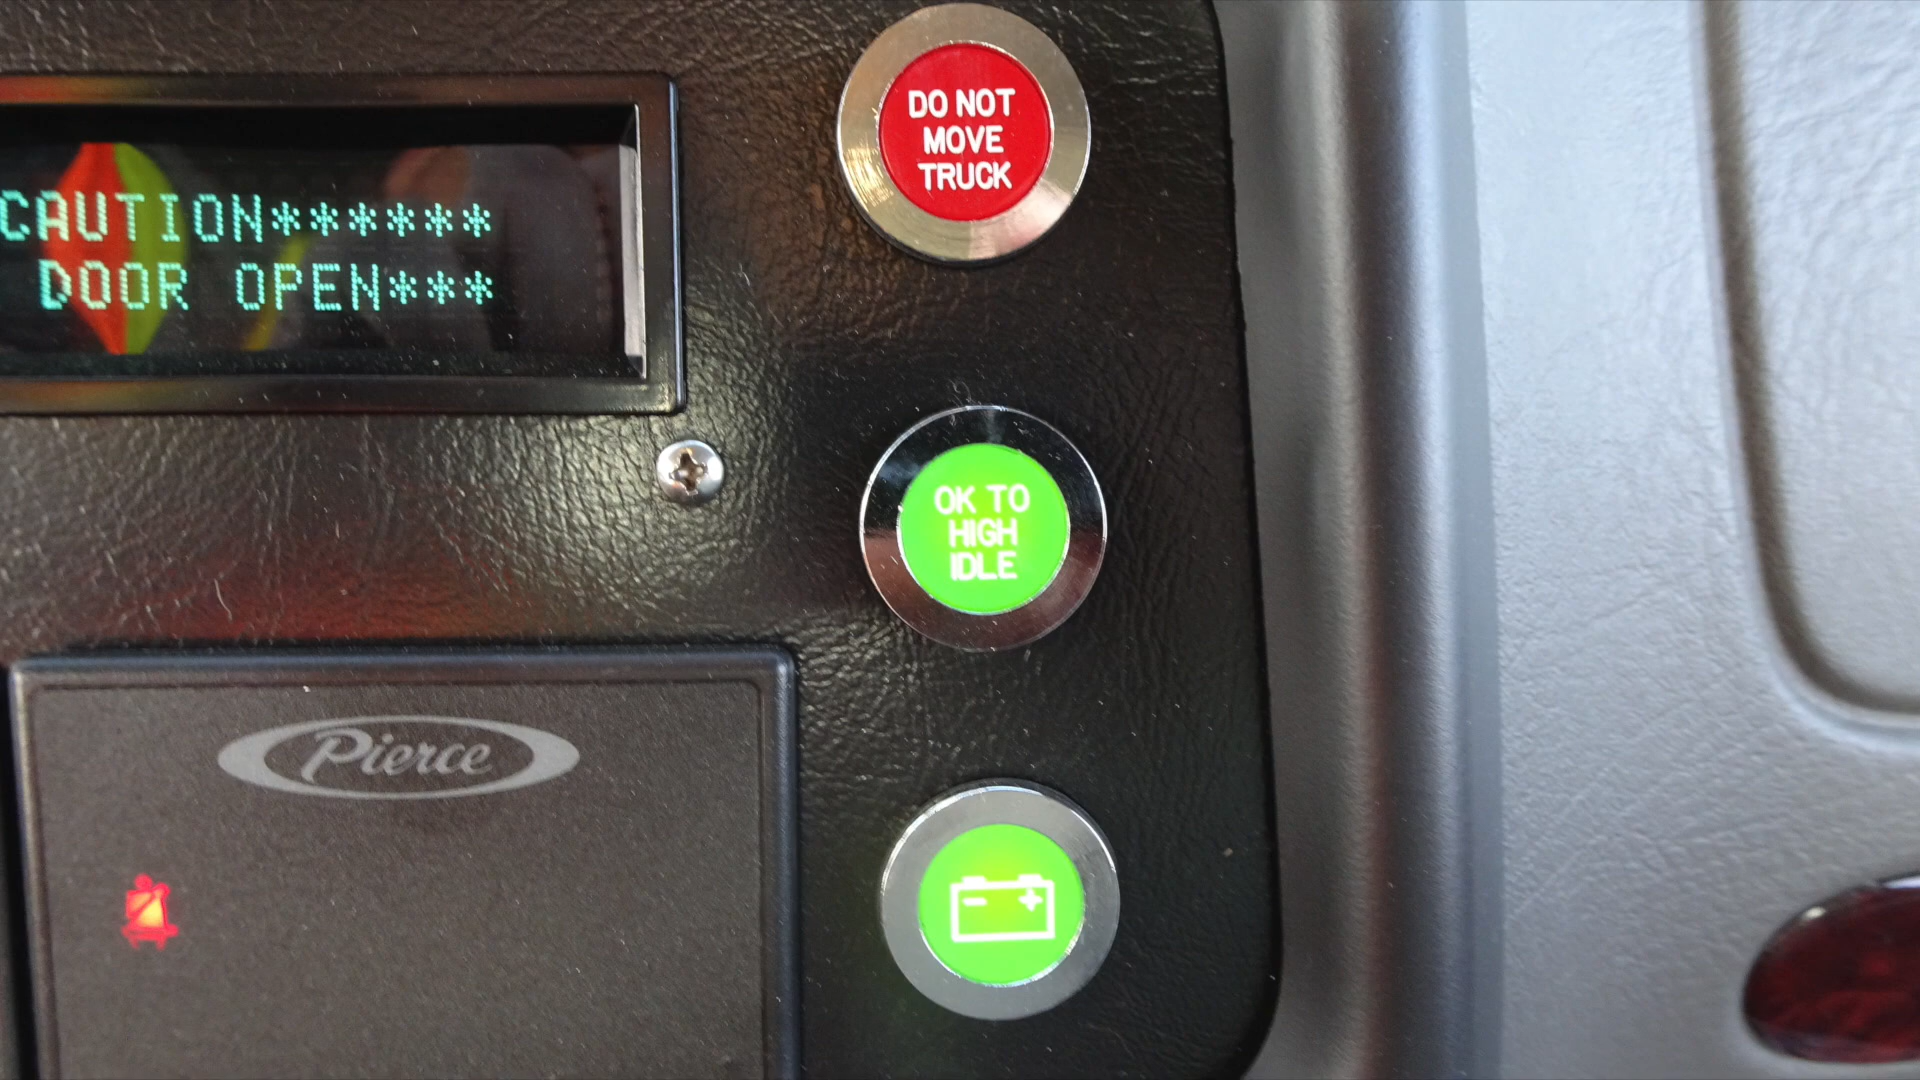 CAUTION******
DOOR OPEN***
DO NOT
MOVE
TRUCK
OK TO
HIGH
IDLE
Pierce
- +